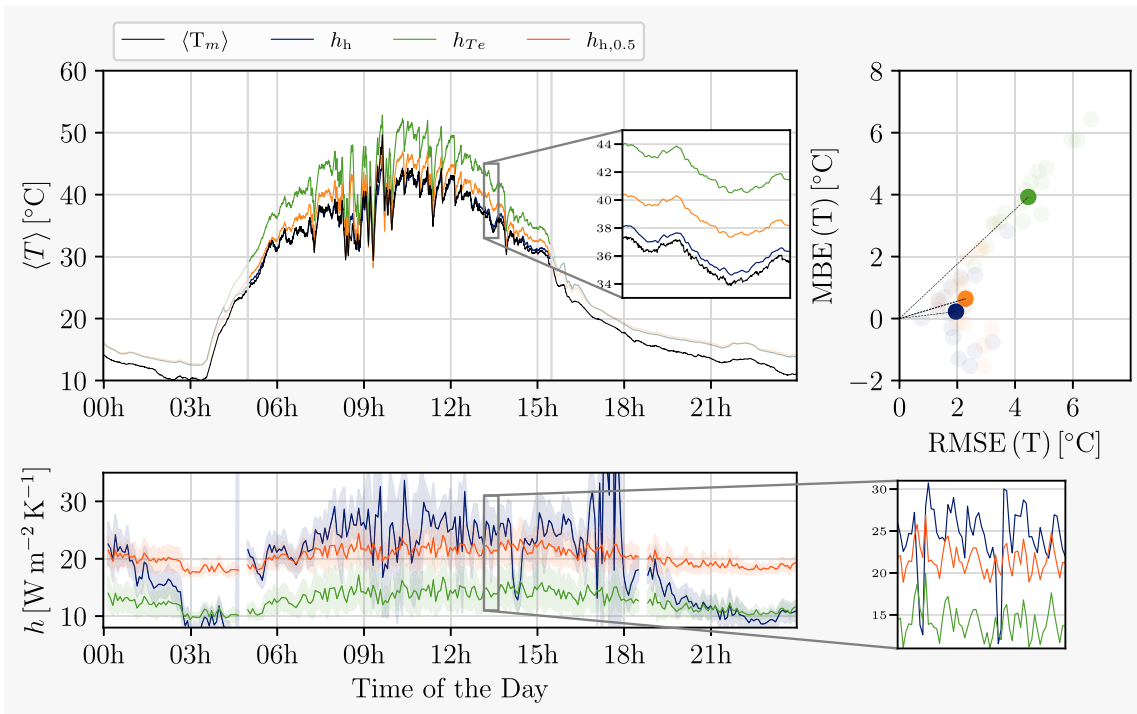 ⟨T_m⟩ h_h h_Te h_h,0.5
60
50
40
30
20
10
⟨T⟩ [°C]
00h 03h 06h 09h 12h 15h 18h 21h
44
42
40
38
36
34
8
6
4
2
0
−2
MBE (T) [°C]
0 2 4 6
RMSE (T) [°C]
30
20
10
h [W m⁻² K⁻¹]
00h 03h 06h 09h 12h 15h 18h 21h
Time of the Day
30
25
20
15